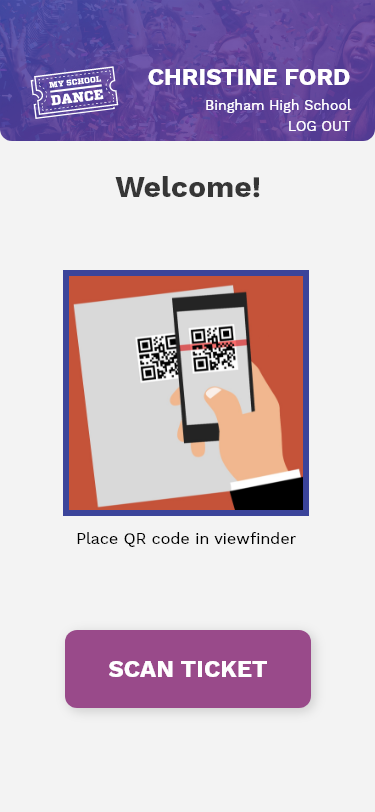 MY SCHOOL
DANCE
CHRISTINE FORD
Bingham High School
LOG OUT
Welcome!
Place QR code in viewfinder
SCAN TICKET